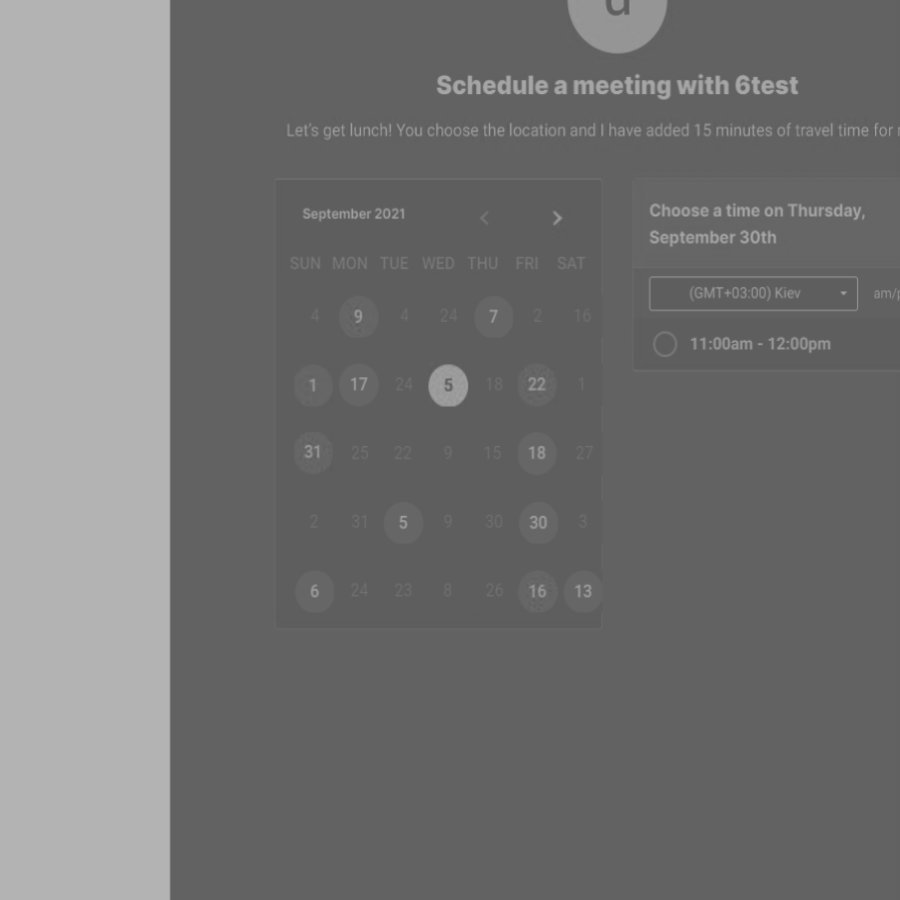 Schedule a meeting with 6test
Let's get lunch! You choose the location and I have added 15 minutes of travel time for
September 2021
SUN MON TUE WED THU FRI SAT
4 9 4 24 7 2 16
1 17 24 5 18 22 1
31 25 22 9 15 18 27
2 31 5 9 30 30 3
6 24 23 8 26 16 13
Choose a time on Thursday,
September 30th
(GMT+03:00) Kiev am/
11:00am - 12:00pm